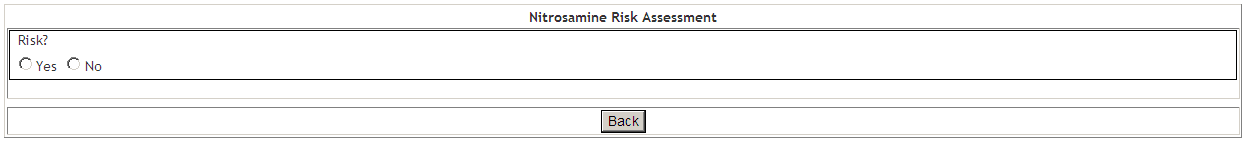 Nitrosamine Risk Assessment
Risk?
Yes No
Back